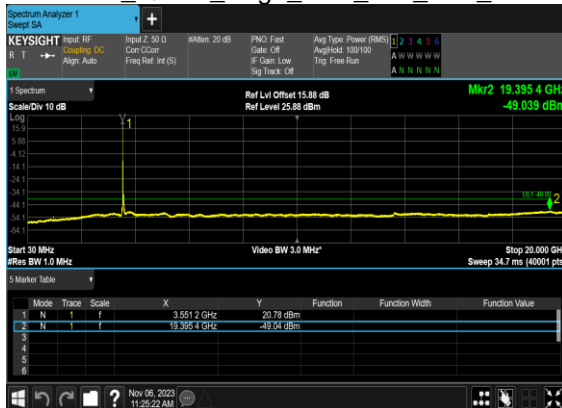 Spectrum Analyzer 1
Swept SA
+
KEYSIGHT Input: RF Input Z: 50 Ω #Atten: 20 dB PNO: Fast Avg Type: Power (RMS) 1 2 3 4 5 6
R T Coupling: DC Corr CCorr Gate: Off Avg|Hold: 100/100 A W W W W W
Align: Auto Freq Ref: Int (S) IF Gain: Low Trig: Free Run
Sig Track: Off A N N N N N
1 Spectrum Ref Lvl Offset 15.88 dB Mkr2 19.395 4 GHz
Scale/Div 10 dB Ref Level 25.88 dBm -49.039 dBm
Log
15.9
1
5.88
-4.12
-14.1
-24.1
-34.1
-44.1
2
-54.1
-64.1
Start 30 MHz Video BW 3.0 MHz* Stop 20.000 GH
#Res BW 1.0 MHz Sweep 34.7 ms (40001 pts
5 Marker Table
Mode Trace Scale X Y Function Function Width Function Value
1 N 1 f 3.551 2 GHz 20.78 dBm
2 N 1 f 19.395 4 GHz -49.04 dBm
3
4
5
6
? Nov 06, 2023
11:25:22 AM